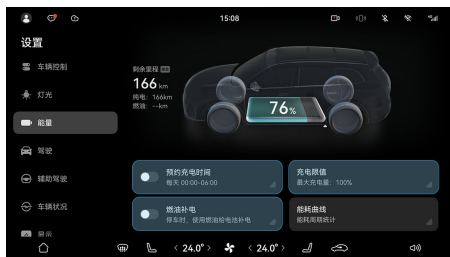 15:08
设置
车辆控制
灯光
能量
驾驶
辅助驾驶
车辆状况
显示
剩余里程
166 km
纯电: 166km
燃油: --km
76%
预约充电时间
每天 00:00-06:00
充电限值
最大充电量: 100%
燃油补电
停车时，使用燃油给电池补电
能耗曲线
能耗周期统计
< 24.0° >
< 24.0° >